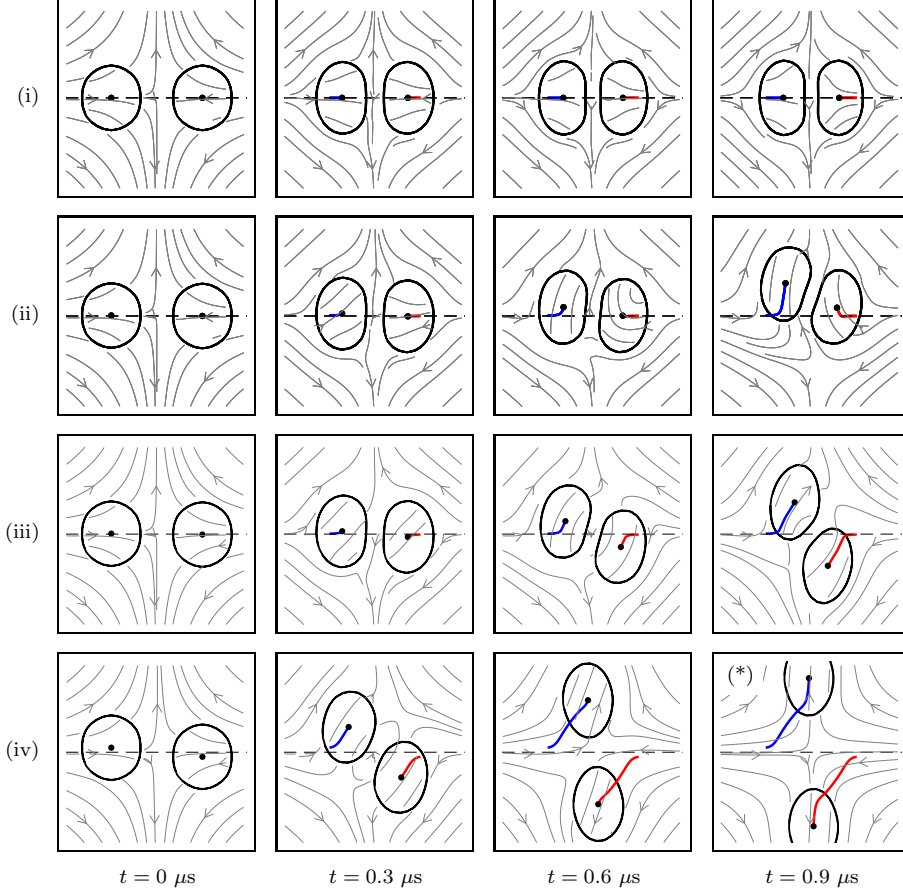 (i)
(ii)
(iii)
(iv)
(*)
t = 0 μs
t = 0.3 μs
t = 0.6 μs
t = 0.9 μs